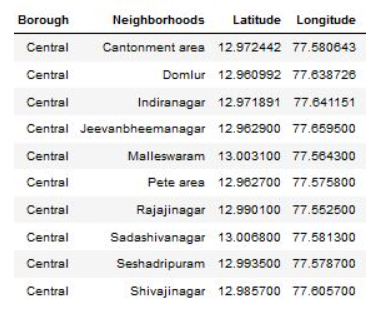 Borough Neighborhoods Latitude Longitude
Central Cantonment area 12.972442 77.580643
Central Domlur 12.960992 77.638726
Central Indiranagar 12.971891 77.641151
Central Jeevanbheemanagar 12.962900 77.659500
Central Malleswaram 13.003100 77.564300
Central Pete area 12.962700 77.575800
Central Rajajinagar 12.990100 77.552500
Central Sadashivanagar 13.006800 77.581300
Central Seshadripuram 12.993500 77.578700
Central Shivajinagar 12.985700 77.605700